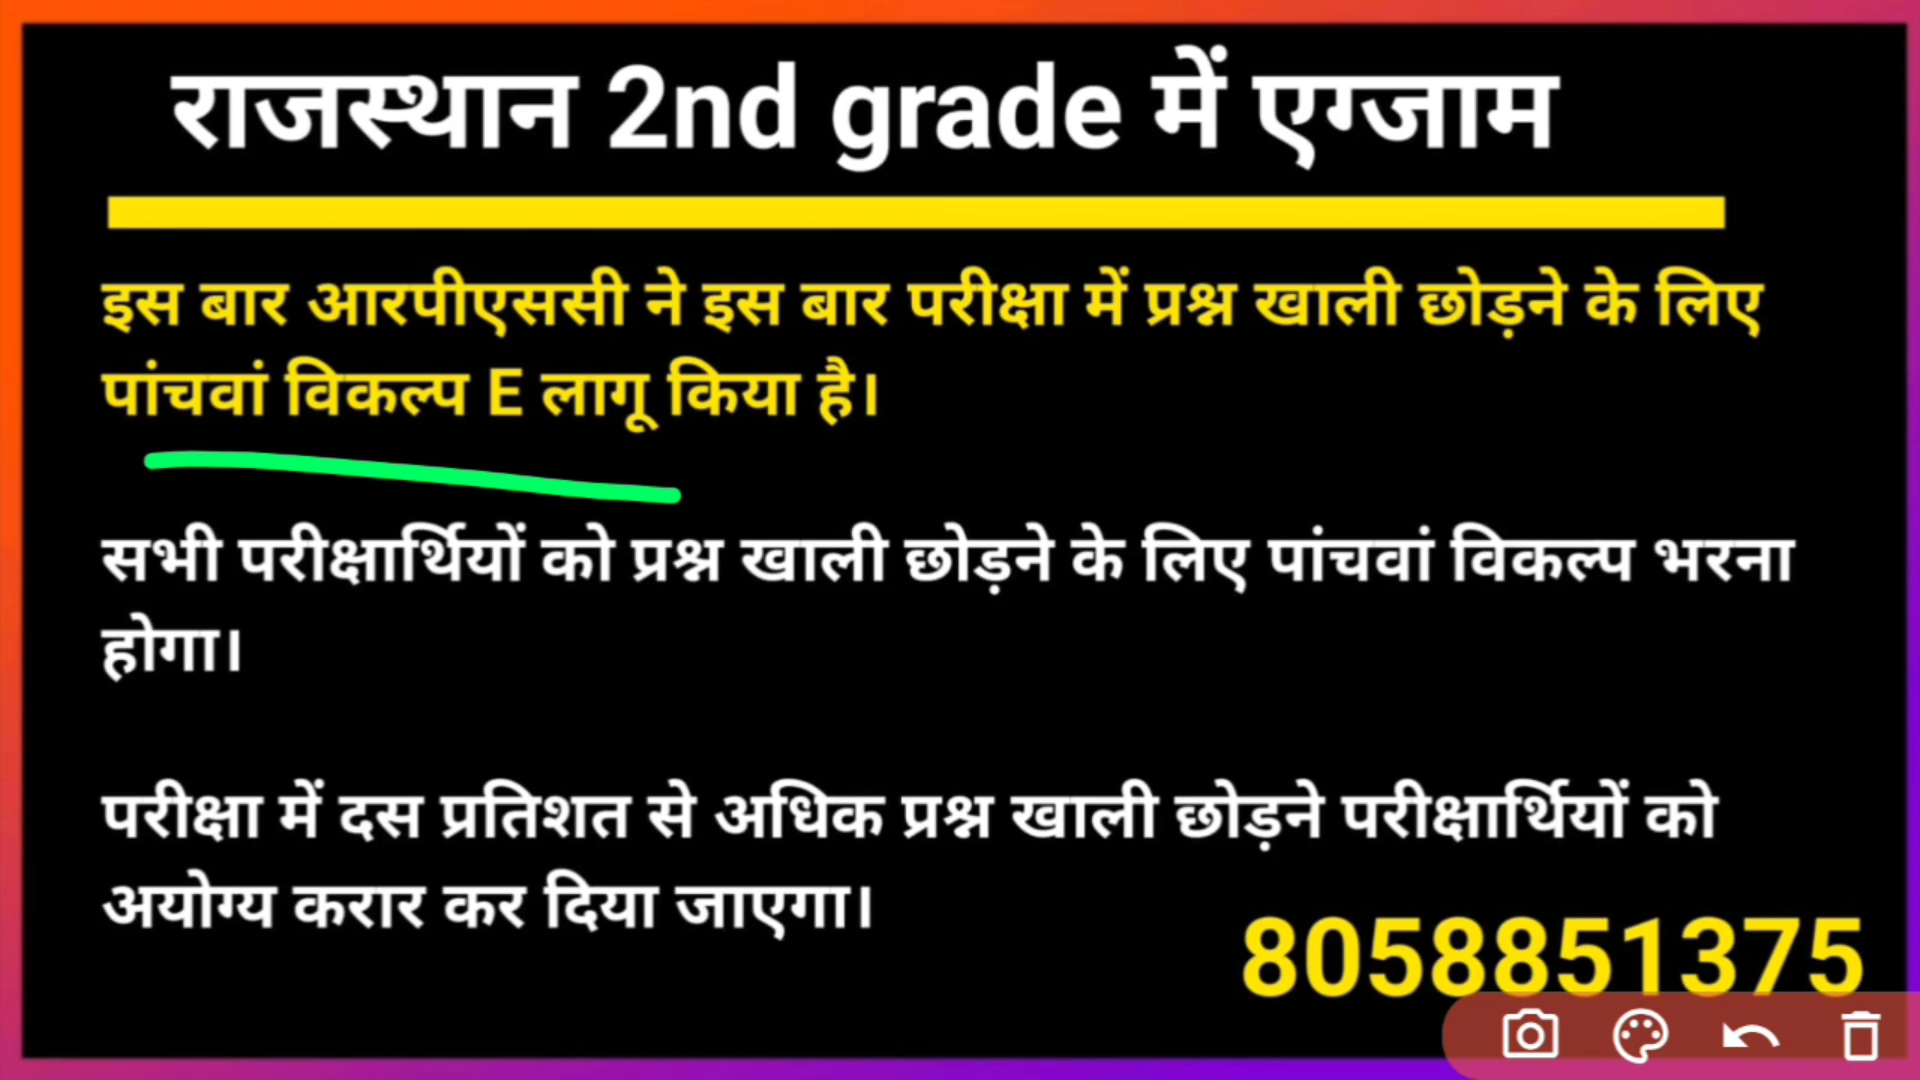 राजस्थान 2nd grade में एग्जाम
इस बार आरपीएससी ने इस बार परीक्षा में प्रश्न खाली छोड़ने के लिए
पांचवां विकल्प E लागू किया है।
सभी परीक्षार्थियों को प्रश्न खाली छोड़ने के लिए पांचवां विकल्प भरना
होगा।
परीक्षा में दस प्रतिशत से अधिक प्रश्न खाली छोड़ने परीक्षार्थियों को
अयोग्य करार कर दिया जाएगा।
8058851375